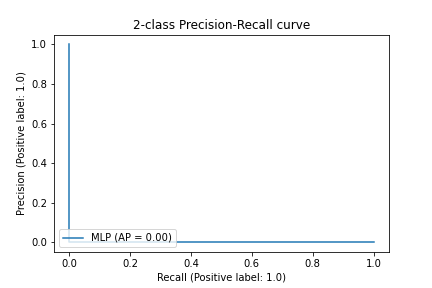 2-class Precision-Recall curve
Precision (Positive label: 1.0)
1.0
0.8
0.6
0.4
0.2
0.0
MLP (AP = 0.00)
0.0 0.2 0.4 0.6 0.8 1.0
Recall (Positive label: 1.0)